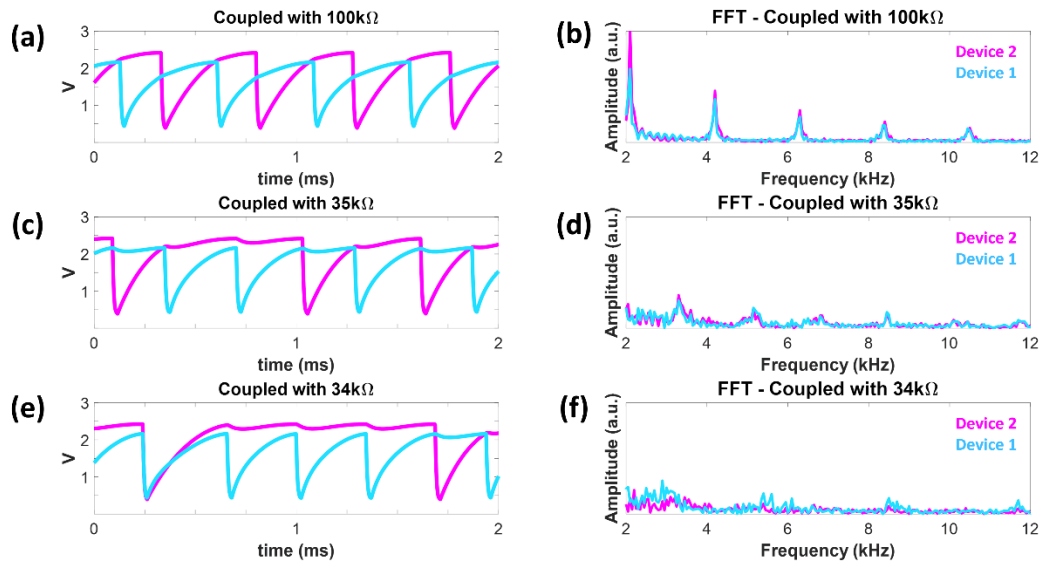 (a)
Coupled with 100kΩ
3
2
1
V
0
1
2
time (ms)
(b)
FFT - Coupled with 100kΩ
Amplitude (a.u.)
Device 2
Device 1
2
4
6
8
10
12
Frequency (kHz)
(c)
Coupled with 35kΩ
3
2
1
V
0
1
2
time (ms)
(d)
FFT - Coupled with 35kΩ
Amplitude (a.u.)
Device 2
Device 1
2
4
6
8
10
12
Frequency (kHz)
(e)
Coupled with 34kΩ
3
2
1
V
0
1
2
time (ms)
(f)
FFT - Coupled with 34kΩ
Amplitude (a.u.)
Device 2
Device 1
2
4
6
8
10
12
Frequency (kHz)